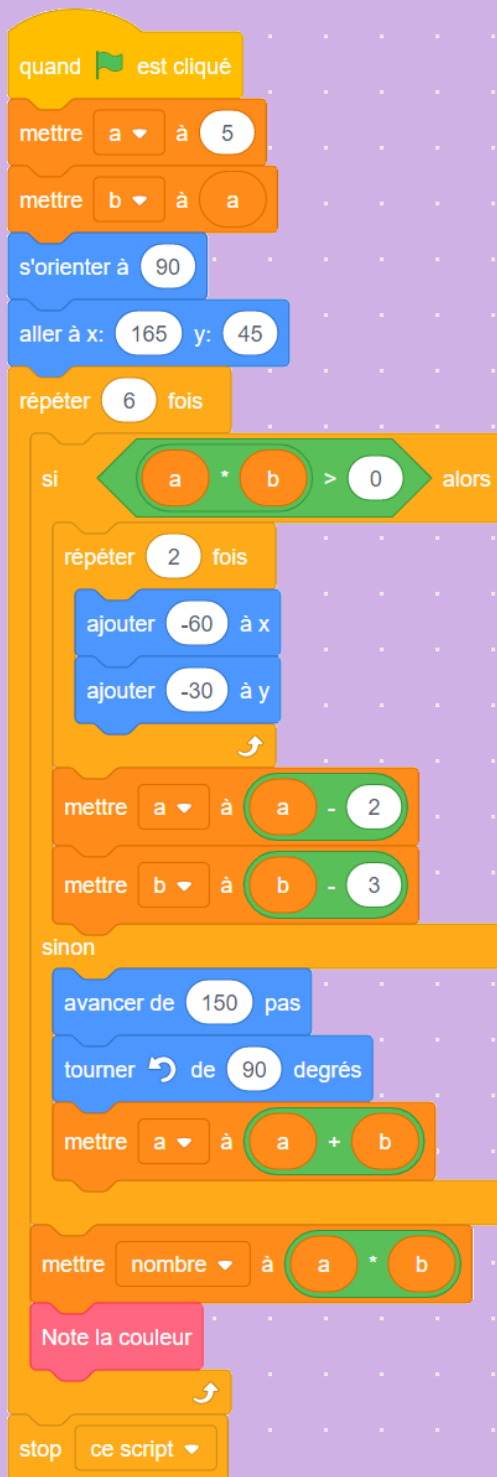 quand est cliqué
mettre a à 5
mettre b à a
s'orienter à 90
aller à x: 165 y: 45
répéter 6 fois
si a * b > 0 alors
répéter 2 fois
ajouter -60 à x
ajouter -30 à y
mettre a à a - 2
mettre b à b - 3
sinon
avancer de 150 pas
tourner de 90 degrés
mettre a à a + b
mettre nombre à a * b
Note la couleur
stop ce script